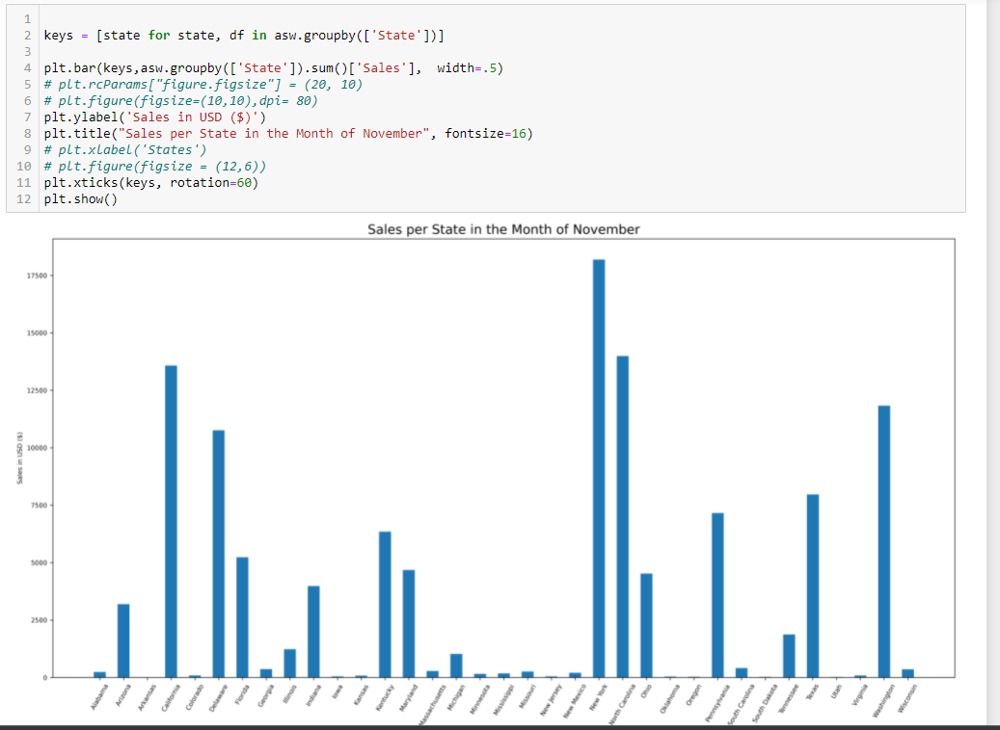 1
2 keys = [state for state, df in asw.groupby(['State'])]
3
4 plt.bar(keys,asw.groupby(['State']).sum()['Sales'],  width=.5)
5 # plt.rcParams["figure.figsize"] = (20, 10)
6 # plt.figure(figsize=(10,10),dpi= 80)
7 plt.ylabel('Sales in USD ($)')
8 plt.title("Sales per State in the Month of November", fontsize=16)
9 # plt.xlabel('States')
10 # plt.figure(figsize = (12,6))
11 plt.xticks(keys, rotation=60)
12 plt.show()
Sales per State in the Month of November
17500
15000
12500
10000
7500
5000
2500
0
Sales in USD ($)
Alabama
Arizona
Arkansas
California
Colorado
Delaware
Florida
Georgia
Illinois
Indiana
Iowa
Kansas
Kentucky
Maryland
Massachusetts
Michigan
Minnesota
Mississippi
Missouri
New Jersey
New Mexico
New York
North Carolina
Ohio
Oklahoma
Oregon
Pennsylvania
South Carolina
South Dakota
Tennessee
Texas
Utah
Virginia
Washington
Wisconsin